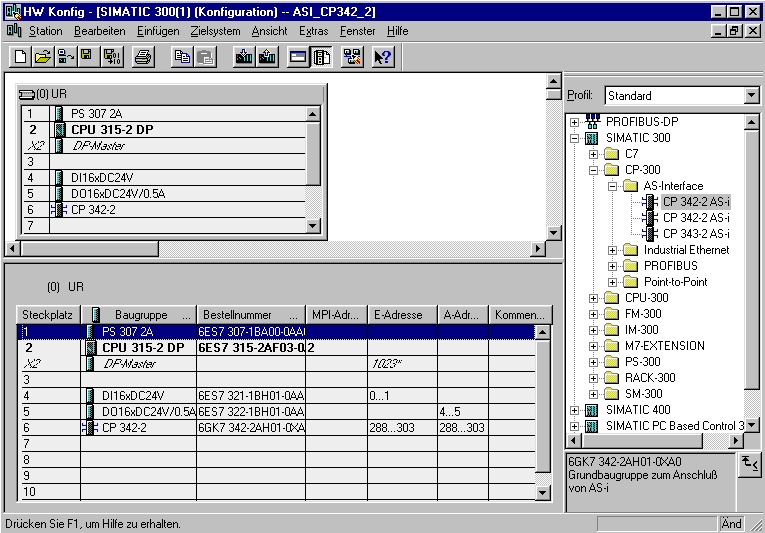 HW Konfig - [SIMATIC 300(1) (Konfiguration) -- ASI_CP342_2]
Station Bearbeiten Einfügen Zielsystem Ansicht Extras Fenster Hilfe
(0) UR
1 PS 307 2A
2 CPU 315-2 DP
X2 DP-Master
3
4 DI16xDC24V
5 DO16xDC24V/0.5A
6 CP 342-2
7
Profil: Standard
PROFIBUS-DP
SIMATIC 300
C7
CP-300
AS-Interface
CP 342-2 AS-i
CP 342-2 AS-i
CP 343-2 AS-i
Industrial Ethernet
PROFIBUS
Point-to-Point
CPU-300
FM-300
IM-300
M7-EXTENSION
PS-300
RACK-300
SM-300
SIMATIC 400
SIMATIC PC Based Control 3
(0) UR
Steckplatz Baugruppe ... Bestellnummer ... MPI-Adr... E-Adresse A-Adr... Kommen...
1 PS 307 2A 6ES7 307-1BA00-0AA
2 CPU 315-2 DP 6ES7 315-2AF03-0 2
X2 DP-Master 1023*
3
4 DI16xDC24V 6ES7 321-1BH01-0AA 0...1
5 DO16xDC24V/0.5A 6ES7 322-1BH01-0AA 4...5
6 CP 342-2 6GK7 342-2AH01-0XA 288...303 288...303
7
8
9
10
6GK7 342-2AH01-0XA0
Grundbaugruppe zum Anschluß
von AS-i
Drücken Sie F1, um Hilfe zu erhalten.
Änd